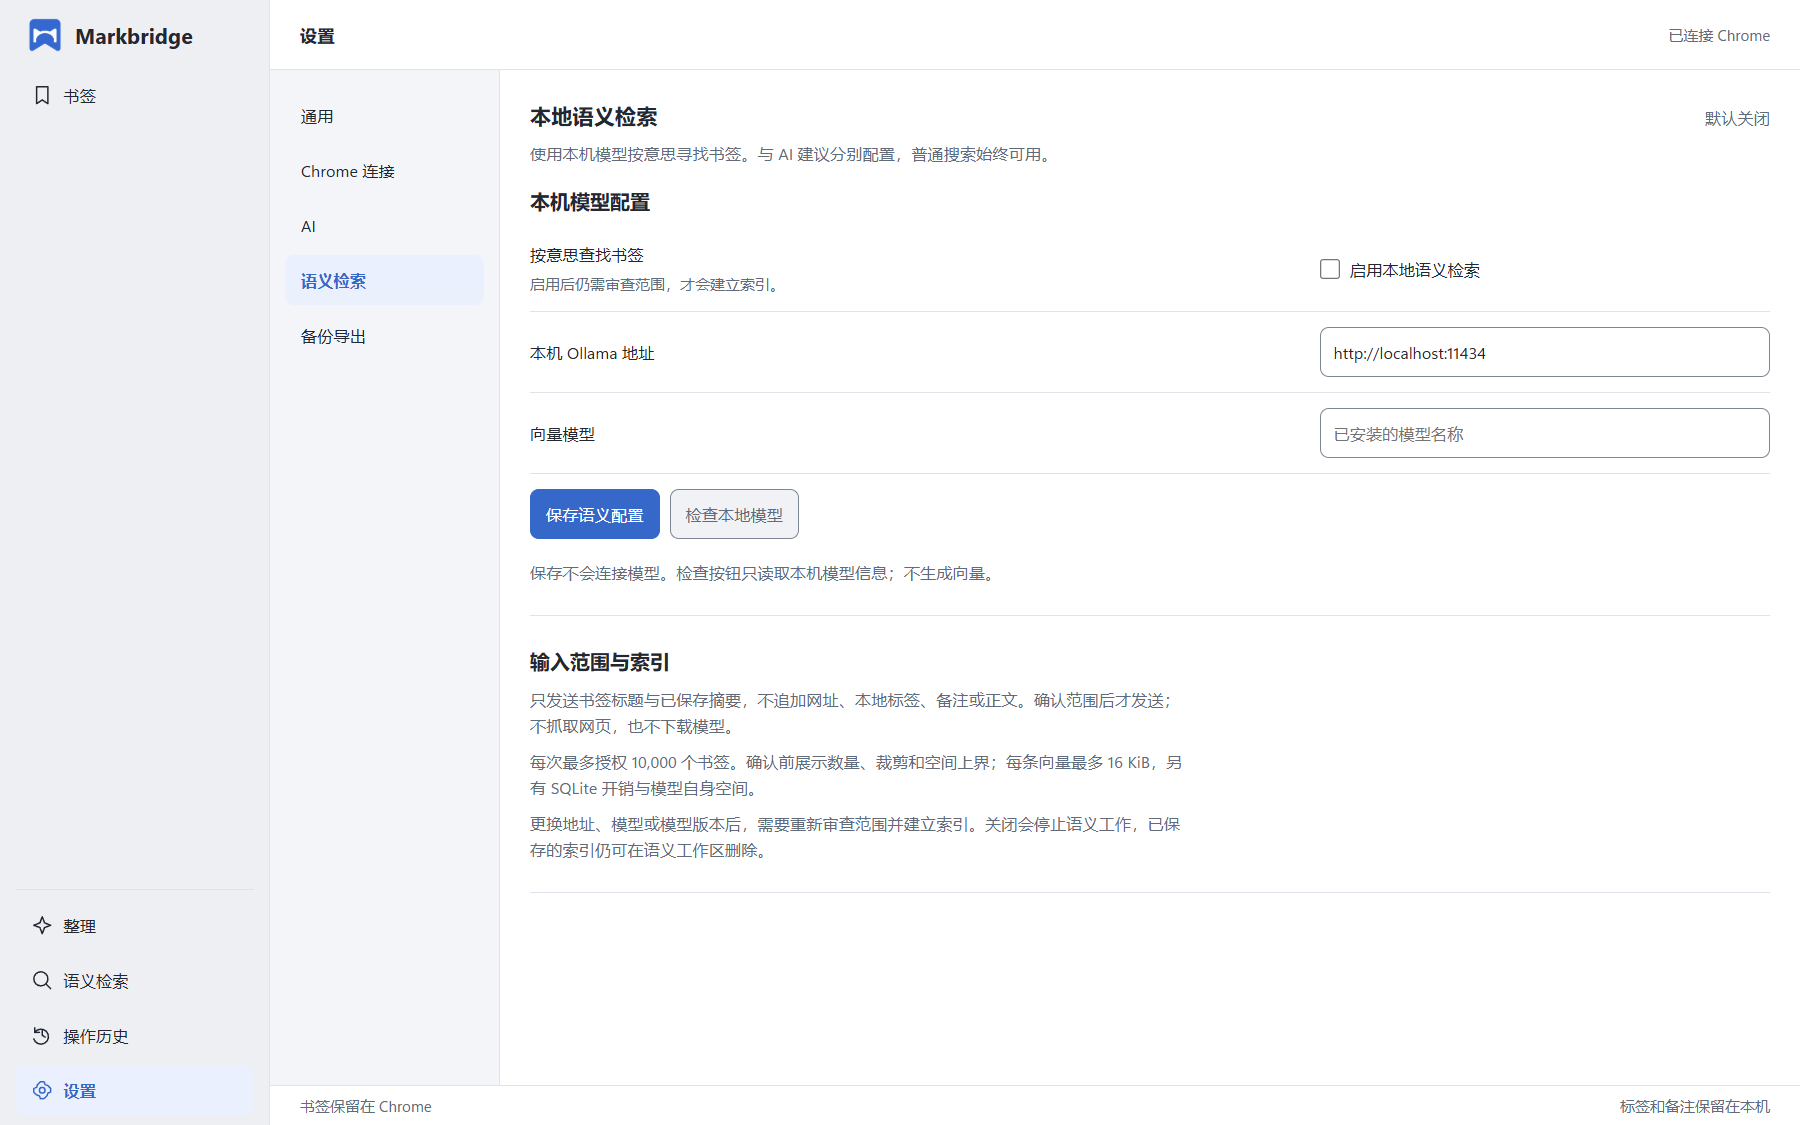 Markbridge
书签
整理
语义检索
操作历史
设置
设置
已连接 Chrome
通用
Chrome 连接
AI
语义检索
备份导出
本地语义检索
默认关闭
使用本机模型按意思寻找书签。与 AI 建议分别配置，普通搜索始终可用。
本机模型配置
按意思查找书签
启用后仍需审查范围，才会建立索引。
启用本地语义检索
本机 Ollama 地址
http://localhost:11434
向量模型
已安装的模型名称
保存语义配置
检查本地模型
保存不会连接模型。检查按钮只读取本机模型信息；不生成向量。
输入范围与索引
只发送书签标题与已保存摘要，不追加网址、本地标签、备注或正文。确认范围后才发送；
不抓取网页，也不下载模型。
每次最多授权 10,000 个书签。确认前展示数量、裁剪和空间上界；每条向量最多 16 KiB，另
有 SQLite 开销与模型自身空间。
更换地址、模型或模型版本后，需要重新审查范围并建立索引。关闭会停止语义工作，已保
存的索引仍可在语义工作区删除。
书签保留在 Chrome
标签和备注保留在本机